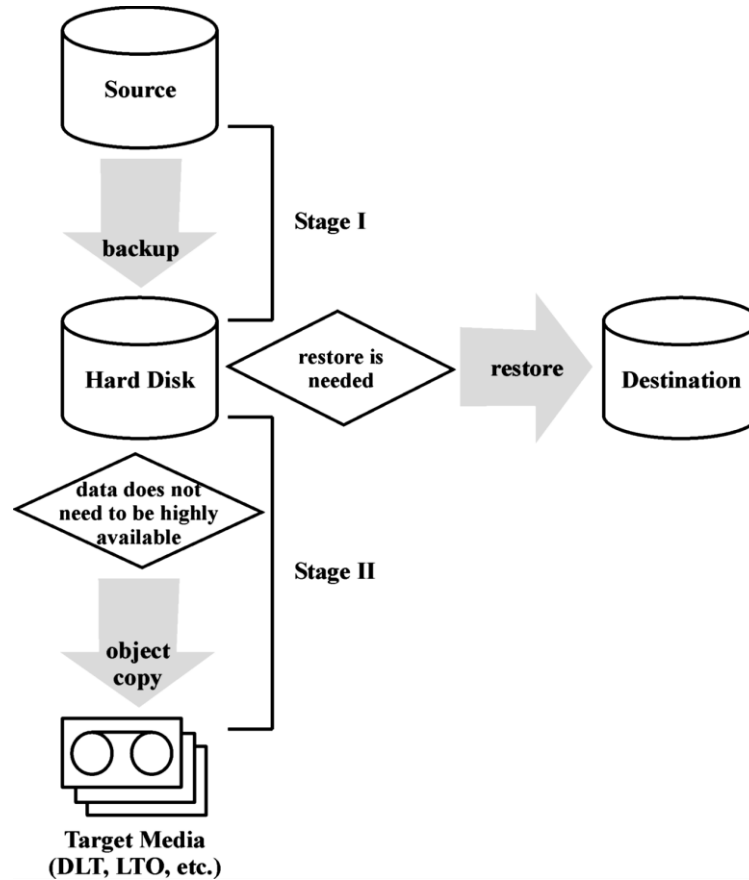 Source
backup
Stage I
Hard Disk
restore is
needed
restore
Destination
data does not
need to be highly
available
Stage II
object
copy
Target Media
(DLT, LTO, etc.)